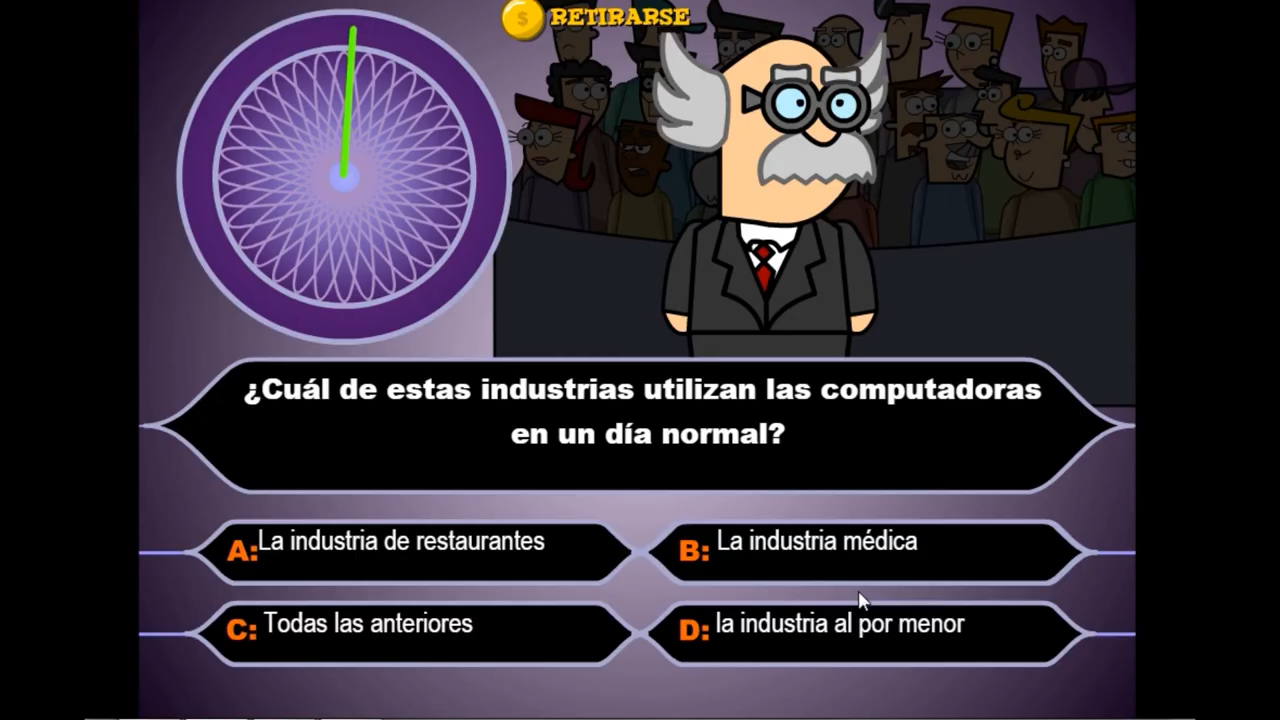 $ RETIRARSE
¿Cuál de estas industrias utilizan las computadoras
en un día normal?
A: La industria de restaurantes
B: La industria médica
C: Todas las anteriores
D: la industria al por menor